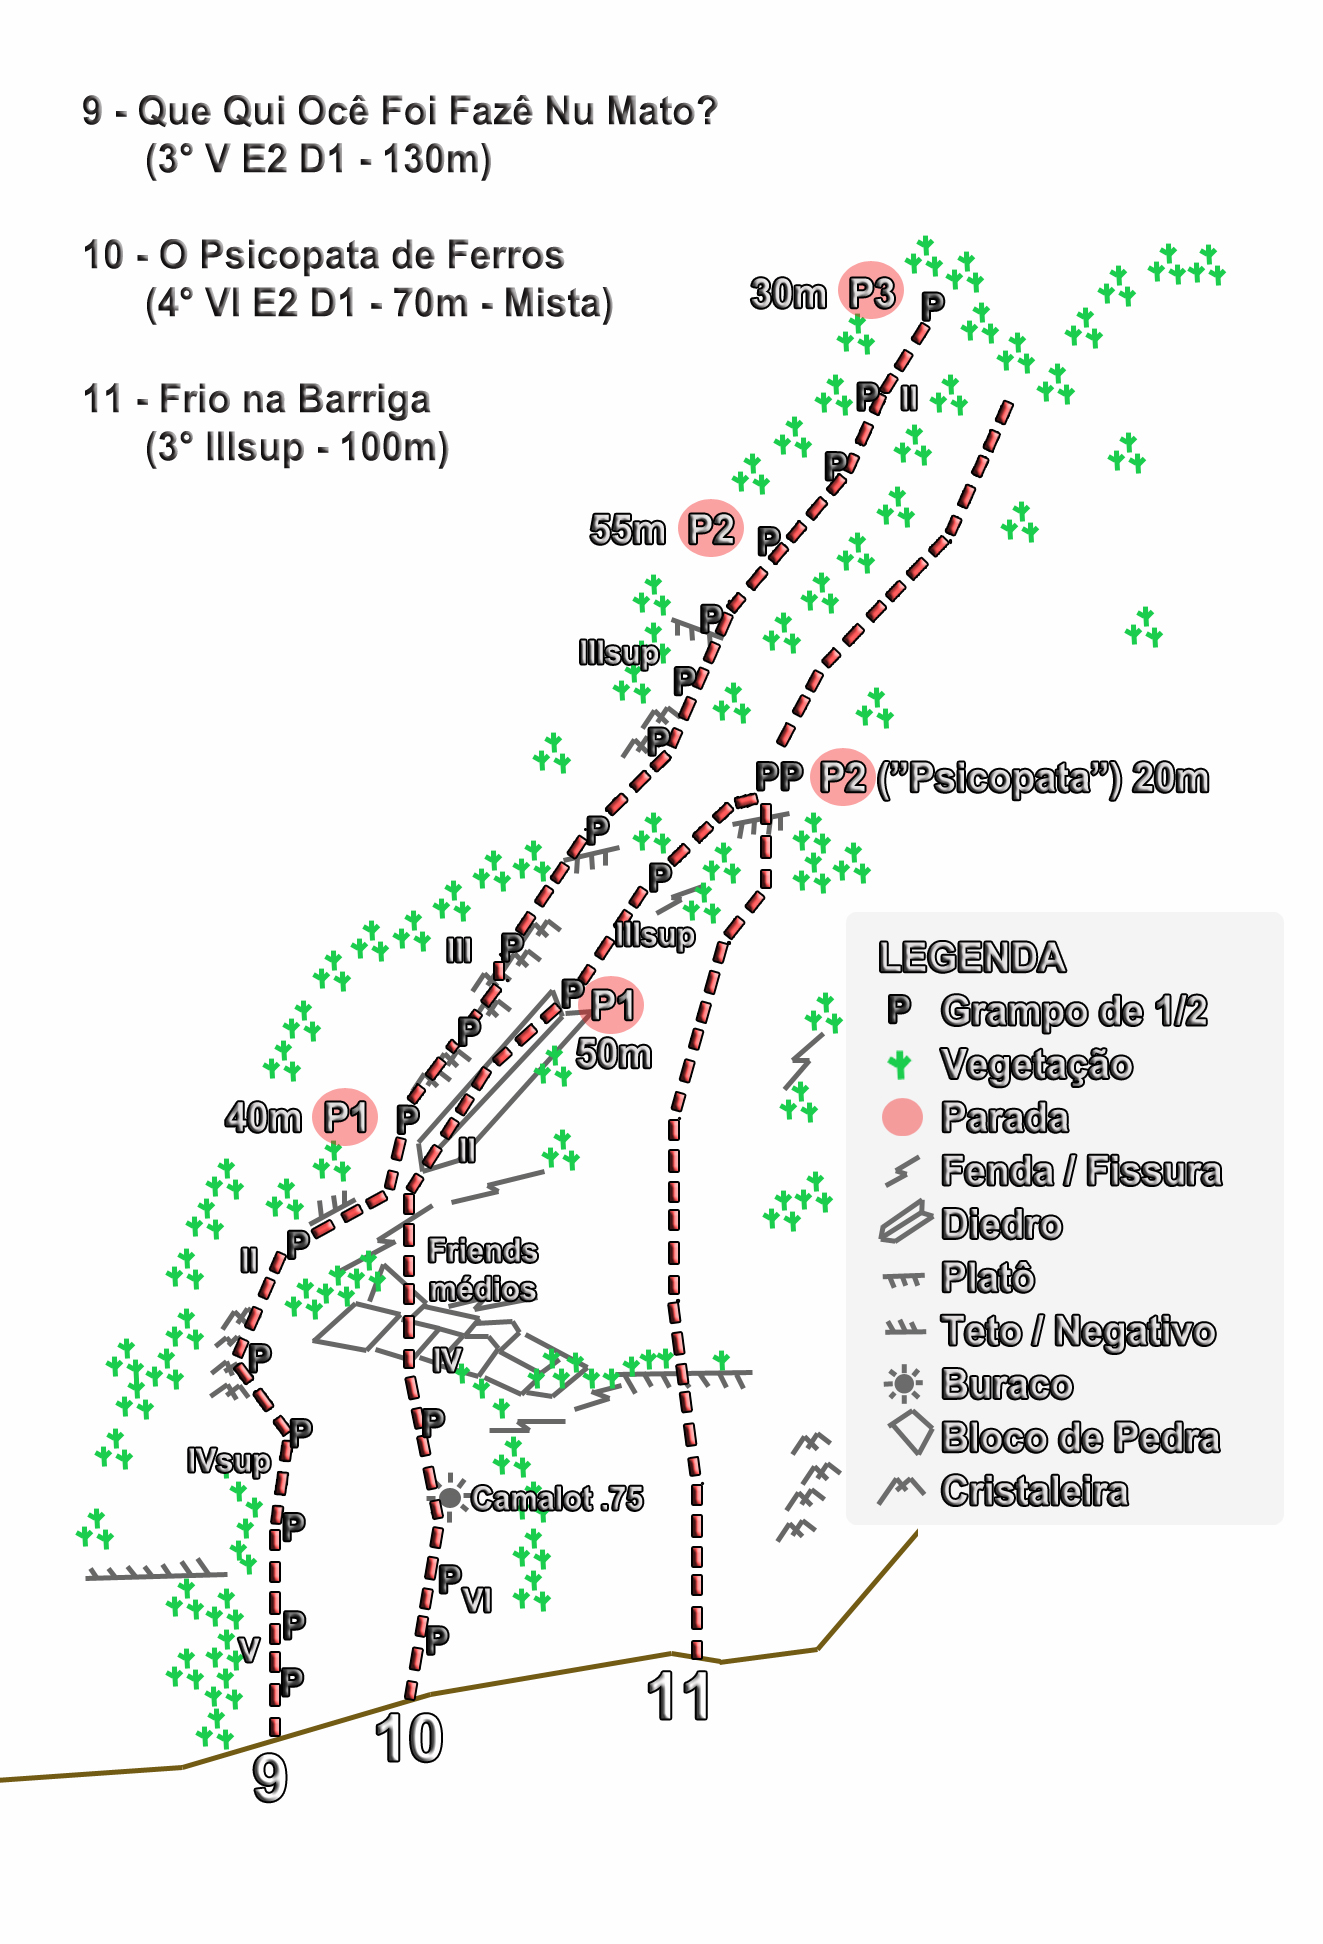 9 - Que Qui Ocê Foi Fazê Nu Mato?
(3° V E2 D1 - 130m)
10 - O Psicopata de Ferros
(4° VI E2 D1 - 70m - Mista)
11 - Frio na Barriga
(3° IIIsup - 100m)
30m P3
P
P II
P
55m P2
P
P
IIIsup
P
P
PP P2 (”Psicopata”) 20m
P
P
IIIsup
III P
P P1
50m
P
40m P1 P
II
P
II
Friends
médios
P
IV
P
P
IVsup
Camalot .75
P
P
VI
P
P
V
P
11
10
9
LEGENDA
P Grampo de 1/2
Vegetação
Parada
Fenda / Fissura
Diedro
Platô
Teto / Negativo
Buraco
Bloco de Pedra
Cristaleira